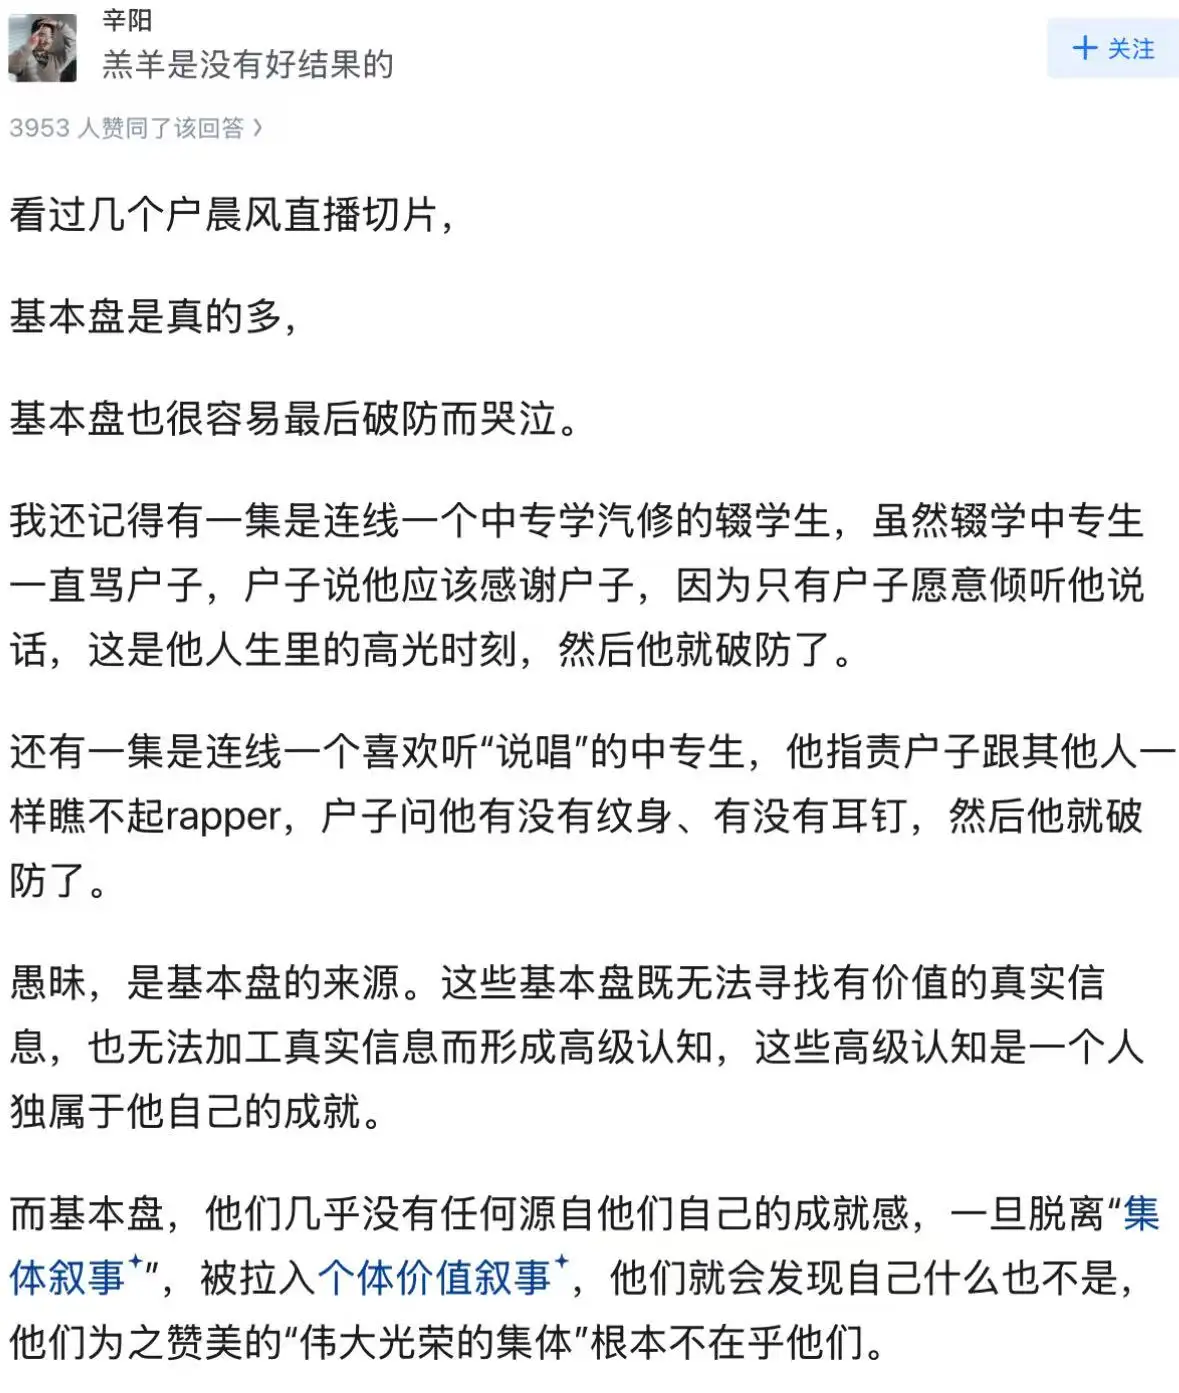 辛阳
羔羊是没有好结果的
+ 关注
3953 人赞同了该回答 >
看过几个户晨风直播切片，
基本盘是真的多，
基本盘也很容易最后破防而哭泣。
我还记得有一集是连线一个中专学汽修的辍学生，虽然辍学中专生
一直骂户子，户子说他应该感谢户子，因为只有户子愿意倾听他说
话，这是他人生里的高光时刻，然后他就破防了。
还有一集是连线一个喜欢听“说唱”的中专生，他指责户子跟其他人一
样瞧不起rapper，户子问他有没有纹身、有没有耳钉，然后他就破
防了。
愚昧，是基本盘的来源。这些基本盘既无法寻找有价值的真实信
息，也无法加工真实信息而形成高级认知，这些高级认知是一个人
独属于他自己的成就。
而基本盘，他们几乎没有任何源自他们自己的成就感，一旦脱离“集
体叙事”，被拉入个体价值叙事，他们就会发现自己什么也不是，
他们为之赞美的“伟大光荣的集体”根本不在乎他们。